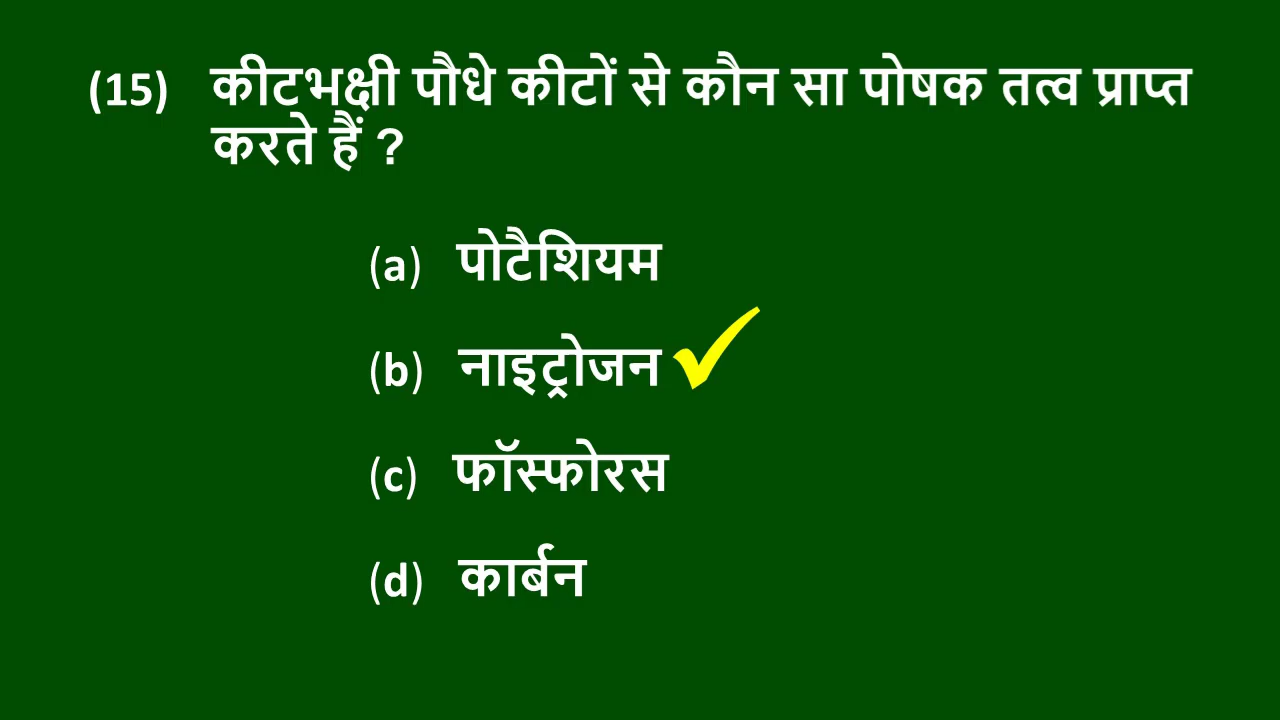 (15) कीटभक्षी पौधे कीटों से कौन सा पोषक तत्व प्राप्त
करते हैं ?
(a) पोटैशियम
(b) नाइट्रोजन
(c) फॉस्फोरस
(d) कार्बन